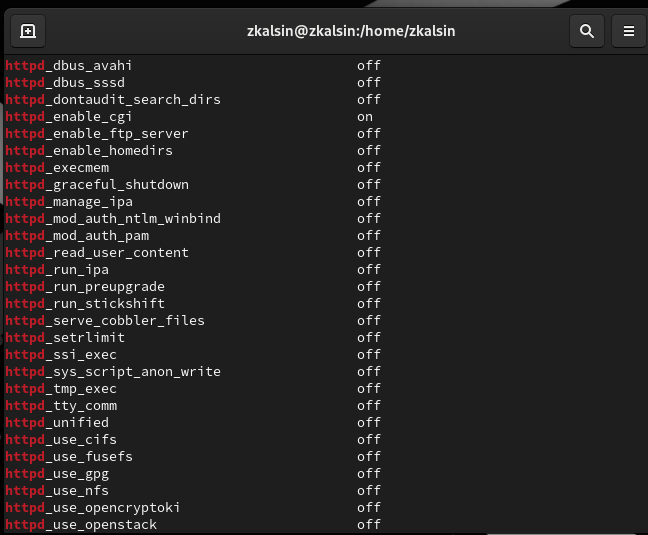 zkalsin@zkalsin:/home/zkalsin
httpd_dbus_avahi off
httpd_dbus_sssd off
httpd_dontaudit_search_dirs off
httpd_enable_cgi on
httpd_enable_ftp_server off
httpd_enable_homedirs off
httpd_execmem off
httpd_graceful_shutdown off
httpd_manage_ipa off
httpd_mod_auth_ntlm_winbind off
httpd_mod_auth_pam off
httpd_read_user_content off
httpd_run_ipa off
httpd_run_preupgrade off
httpd_run_stickshift off
httpd_serve_cobbler_files off
httpd_setrlimit off
httpd_ssi_exec off
httpd_sys_script_anon_write off
httpd_tmp_exec off
httpd_tty_comm off
httpd_unified off
httpd_use_cifs off
httpd_use_fusefs off
httpd_use_gpg off
httpd_use_nfs off
httpd_use_opencryptoki off
httpd_use_openstack off